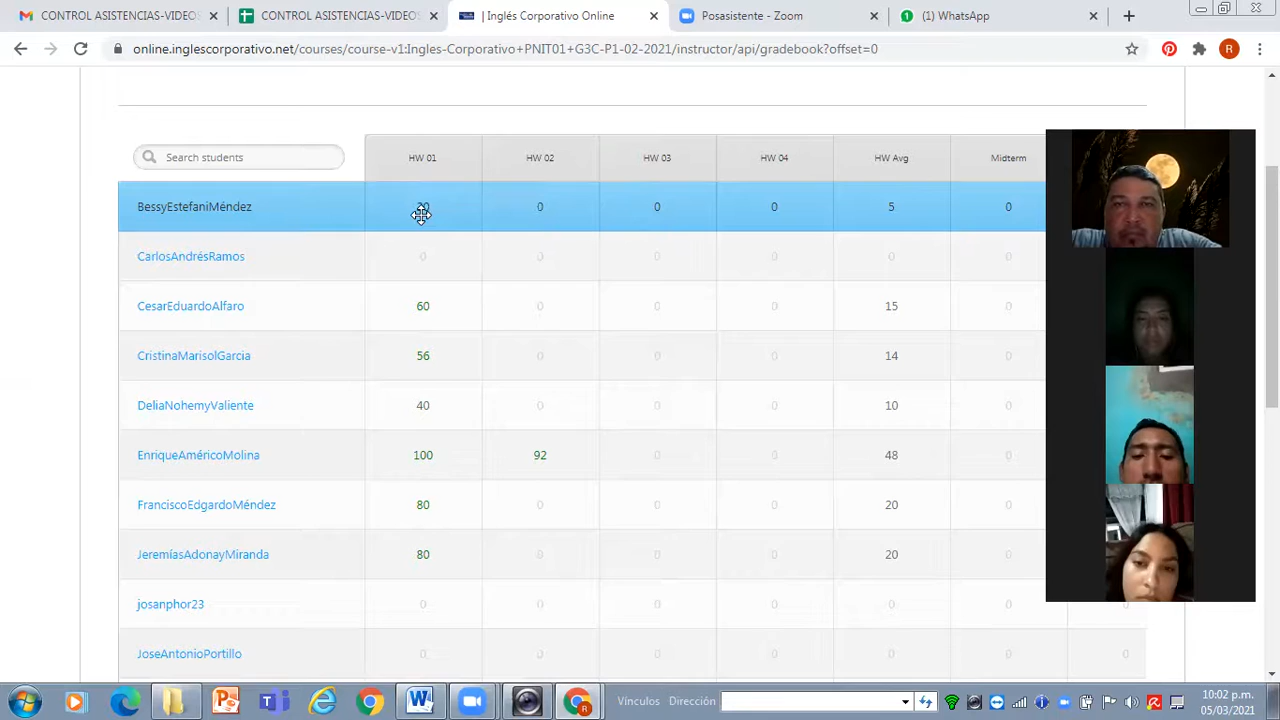 CONTROL ASISTENCIAS-VIDEO
CONTROL ASISTENCIAS-VIDEO
| Inglés Corporativo Online
Posasistente - Zoom
(1) WhatsApp
online.inglescorporativo.net/courses/course-v1:Ingles-Corporativo+PNIT01+G3C-P1-02-2021/instructor/api/gradebook?offset=0
R
Search students HW 01 HW 02 HW 03 HW 04 HW Avg Midterm
BessyEstefaniMéndez 0 0 0 5 0
CarlosAndrésRamos 0 0 0 0 0 0
CesarEduardoAlfaro 60 0 0 0 15 0
CristinaMarisolGarcia 56 0 0 0 14 0
DeliaNohemyValiente 40 0 0 0 10 0
EnriqueAméricoMolina 100 92 0 0 48 0
FranciscoEdgardoMéndez 80 0 0 0 20 0
JeremíasAdonayMiranda 80 0 0 0 20 0
josanphor23 0 0 0 0 0 0 0
JoseAntonioPortillo 0 0 0 0 0 0 0
Vínculos Dirección
10:02 p.m.
05/03/2021